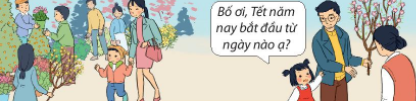 Bố ơi, Tết năm
nay bắt đầu từ
ngày nào ạ?